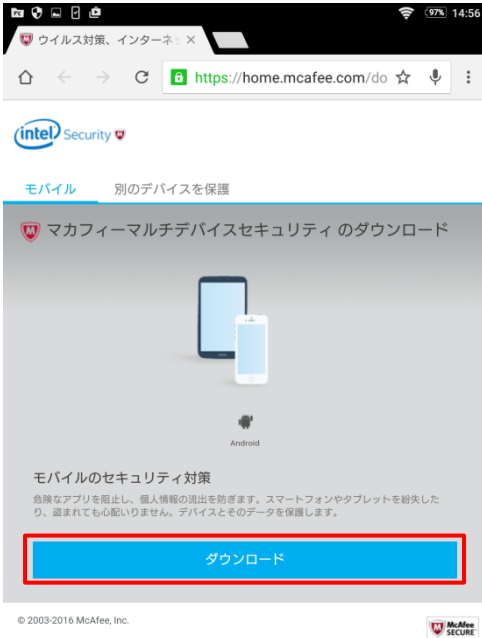 97% 14:56
ウイルス対策、インターネッ
https://home.mcafee.com/do
intel Security
モバイル 別のデバイスを保護
マカフィーマルチデバイスセキュリティ のダウンロード
Android
モバイルのセキュリティ対策
危険なアプリを阻止し、個人情報の流出を防ぎます。スマートフォンやタブレットを紛失した
り、盗まれても心配いりません。デバイスとそのデータを保護します。
ダウンロード
© 2003-2016 McAfee, Inc.
McAfee
SECURE